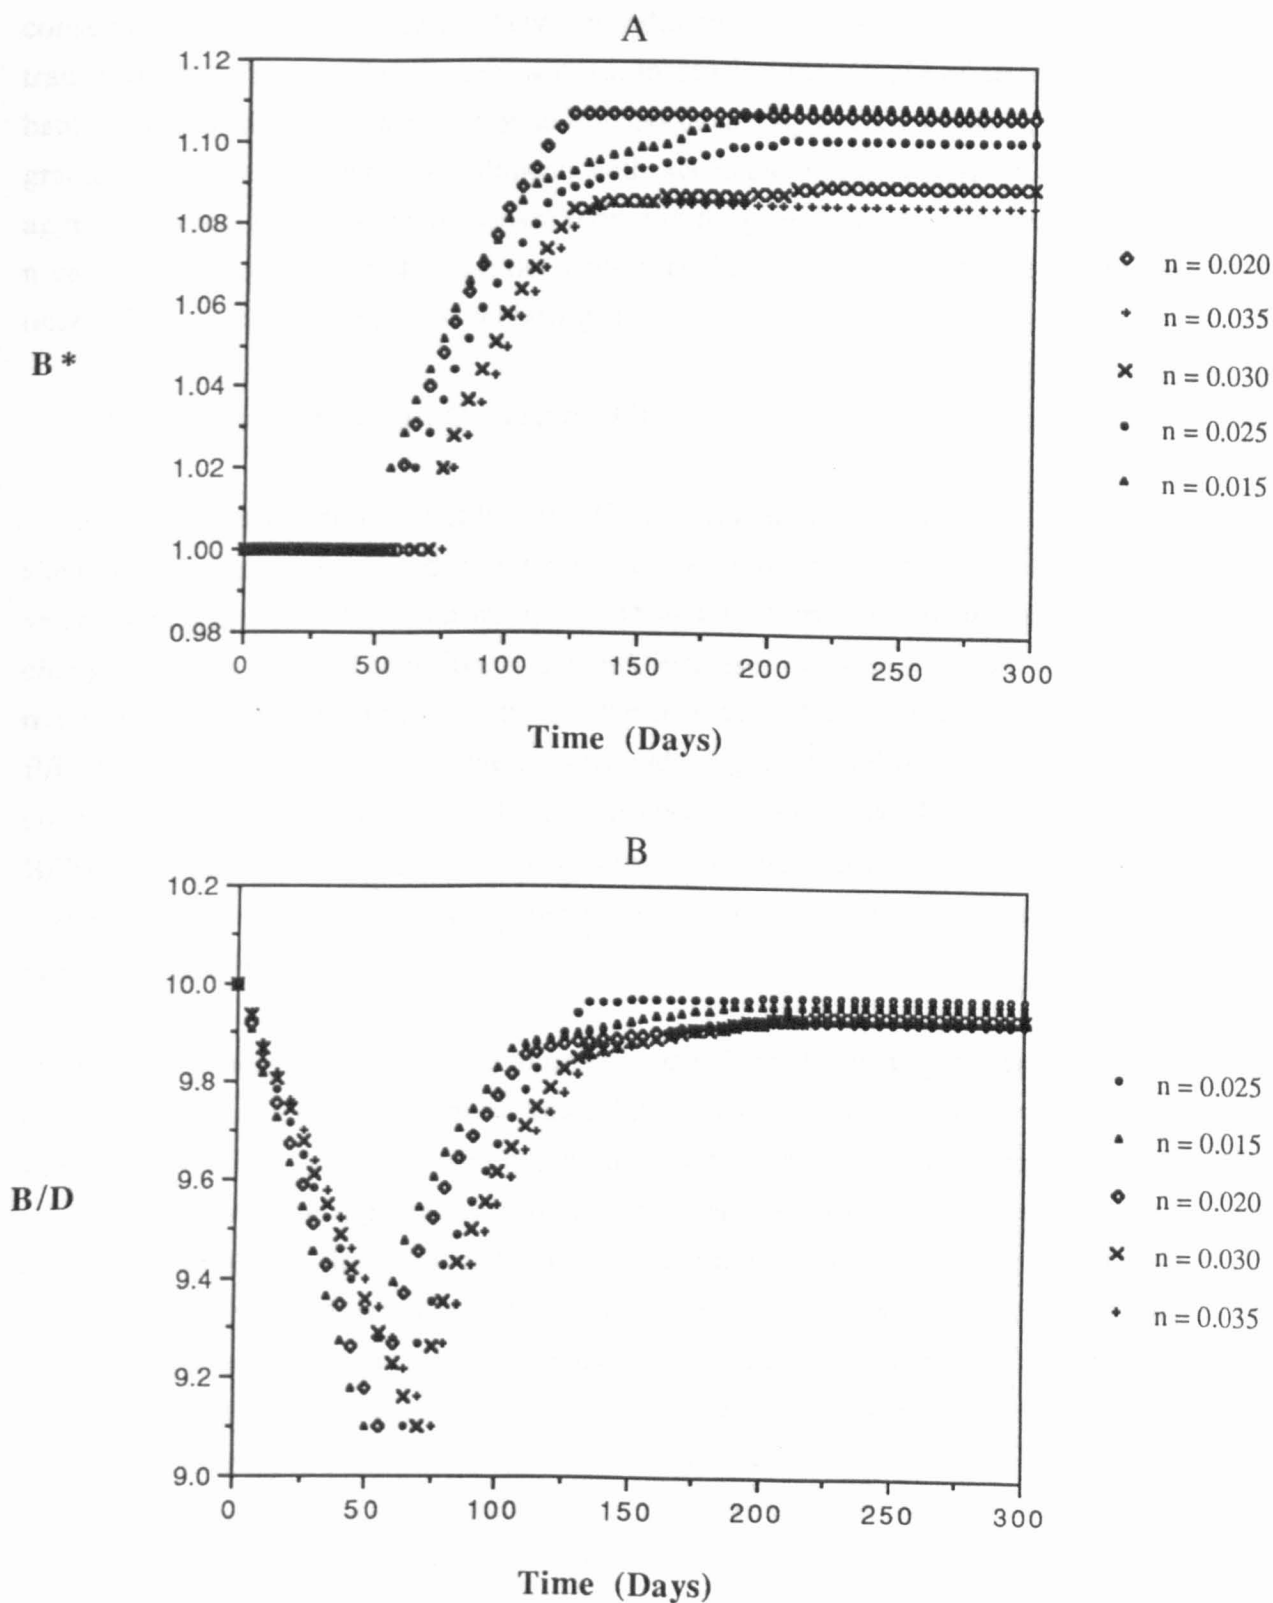 A
1.12
1.10
1.08
1.06
1.04
1.02
1.00
0.98
B*
0 50 100 150 200 250 300
Time (Days)
n = 0.020
n = 0.035
n = 0.030
n = 0.025
n = 0.015
B
10.2
10.0
9.8
9.6
9.4
9.2
9.0
B/D
0 50 100 150 200 250 300
Time (Days)
n = 0.025
n = 0.015
n = 0.020
n = 0.030
n = 0.035